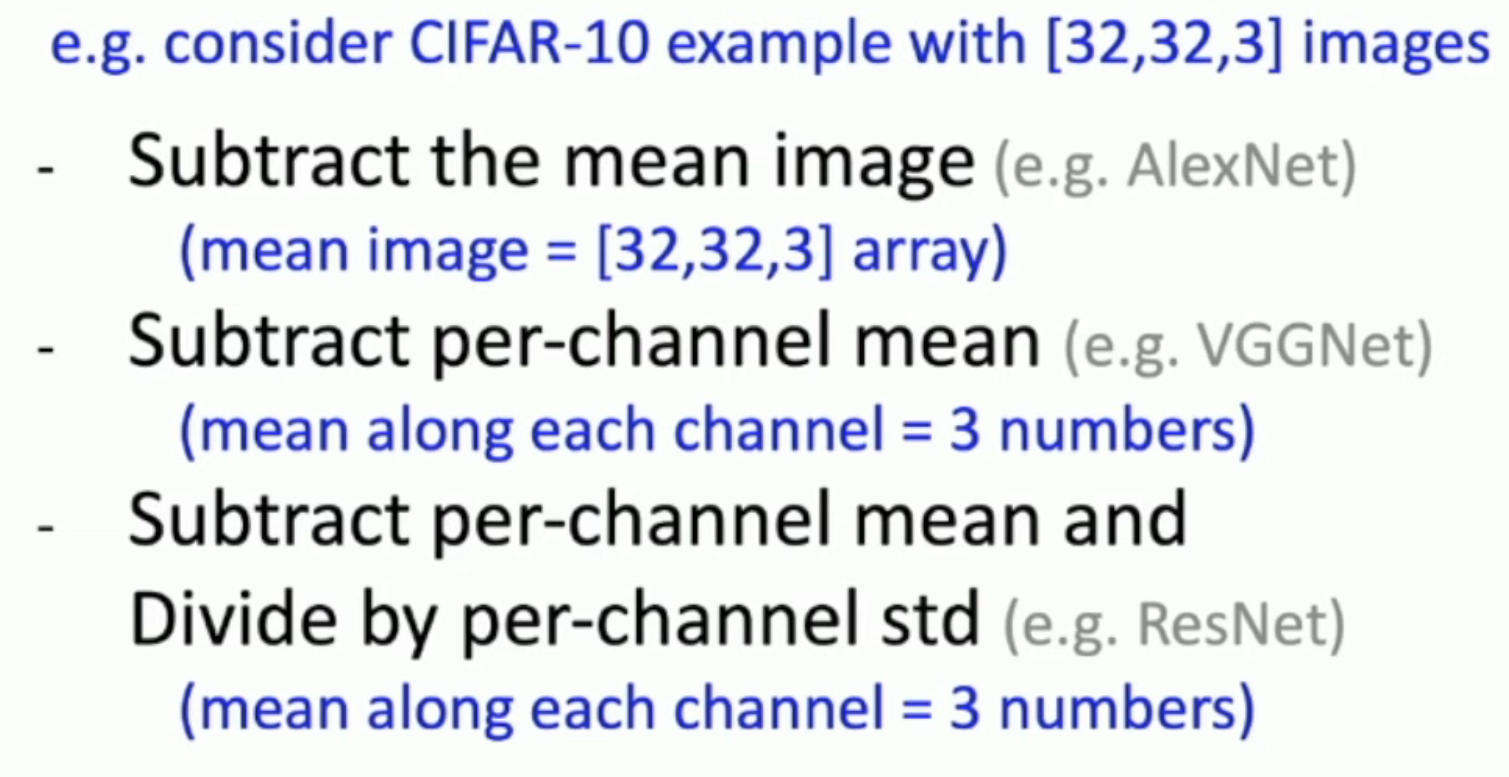 e.g. consider CIFAR-10 example with [32,32,3] images
- Subtract the mean image (e.g. AlexNet)
(mean image = [32,32,3] array)
- Subtract per-channel mean (e.g. VGGNet)
(mean along each channel = 3 numbers)
- Subtract per-channel mean and
Divide by per-channel std (e.g. ResNet)
(mean along each channel = 3 numbers)